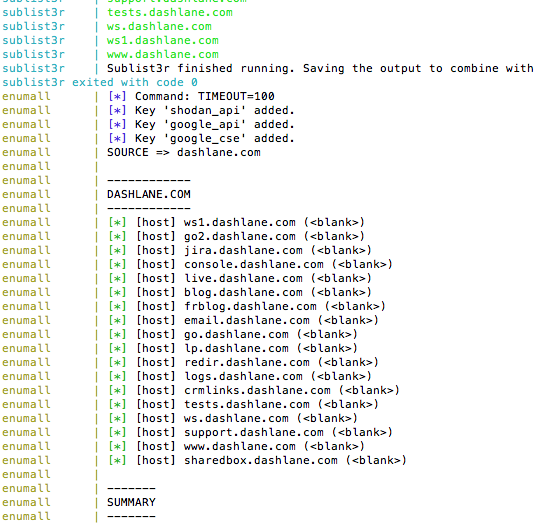 sublist3r | support.dashlane.com
sublist3r | tests.dashlane.com
sublist3r | ws.dashlane.com
sublist3r | ws1.dashlane.com
sublist3r | www.dashlane.com
sublist3r | Sublist3r finished running. Saving the output to combine with
sublist3r exited with code 0
enumall | [*] Command: TIMEOUT=100
enumall | [*] Key 'shodan_api' added.
enumall | [*] Key 'google_api' added.
enumall | [*] Key 'google_cse' added.
enumall | SOURCE => dashlane.com
enumall |
enumall | ------------
enumall | DASHLANE.COM
enumall | ------------
enumall | [*] [host] ws1.dashlane.com (<blank>)
enumall | [*] [host] go2.dashlane.com (<blank>)
enumall | [*] [host] jira.dashlane.com (<blank>)
enumall | [*] [host] console.dashlane.com (<blank>)
enumall | [*] [host] live.dashlane.com (<blank>)
enumall | [*] [host] blog.dashlane.com (<blank>)
enumall | [*] [host] frblog.dashlane.com (<blank>)
enumall | [*] [host] email.dashlane.com (<blank>)
enumall | [*] [host] go.dashlane.com (<blank>)
enumall | [*] [host] lp.dashlane.com (<blank>)
enumall | [*] [host] redir.dashlane.com (<blank>)
enumall | [*] [host] logs.dashlane.com (<blank>)
enumall | [*] [host] crmlinks.dashlane.com (<blank>)
enumall | [*] [host] tests.dashlane.com (<blank>)
enumall | [*] [host] ws.dashlane.com (<blank>)
enumall | [*] [host] support.dashlane.com (<blank>)
enumall | [*] [host] www.dashlane.com (<blank>)
enumall | [*] [host] sharedbox.dashlane.com (<blank>)
enumall |
enumall | -------
enumall | SUMMARY
enumall | -------